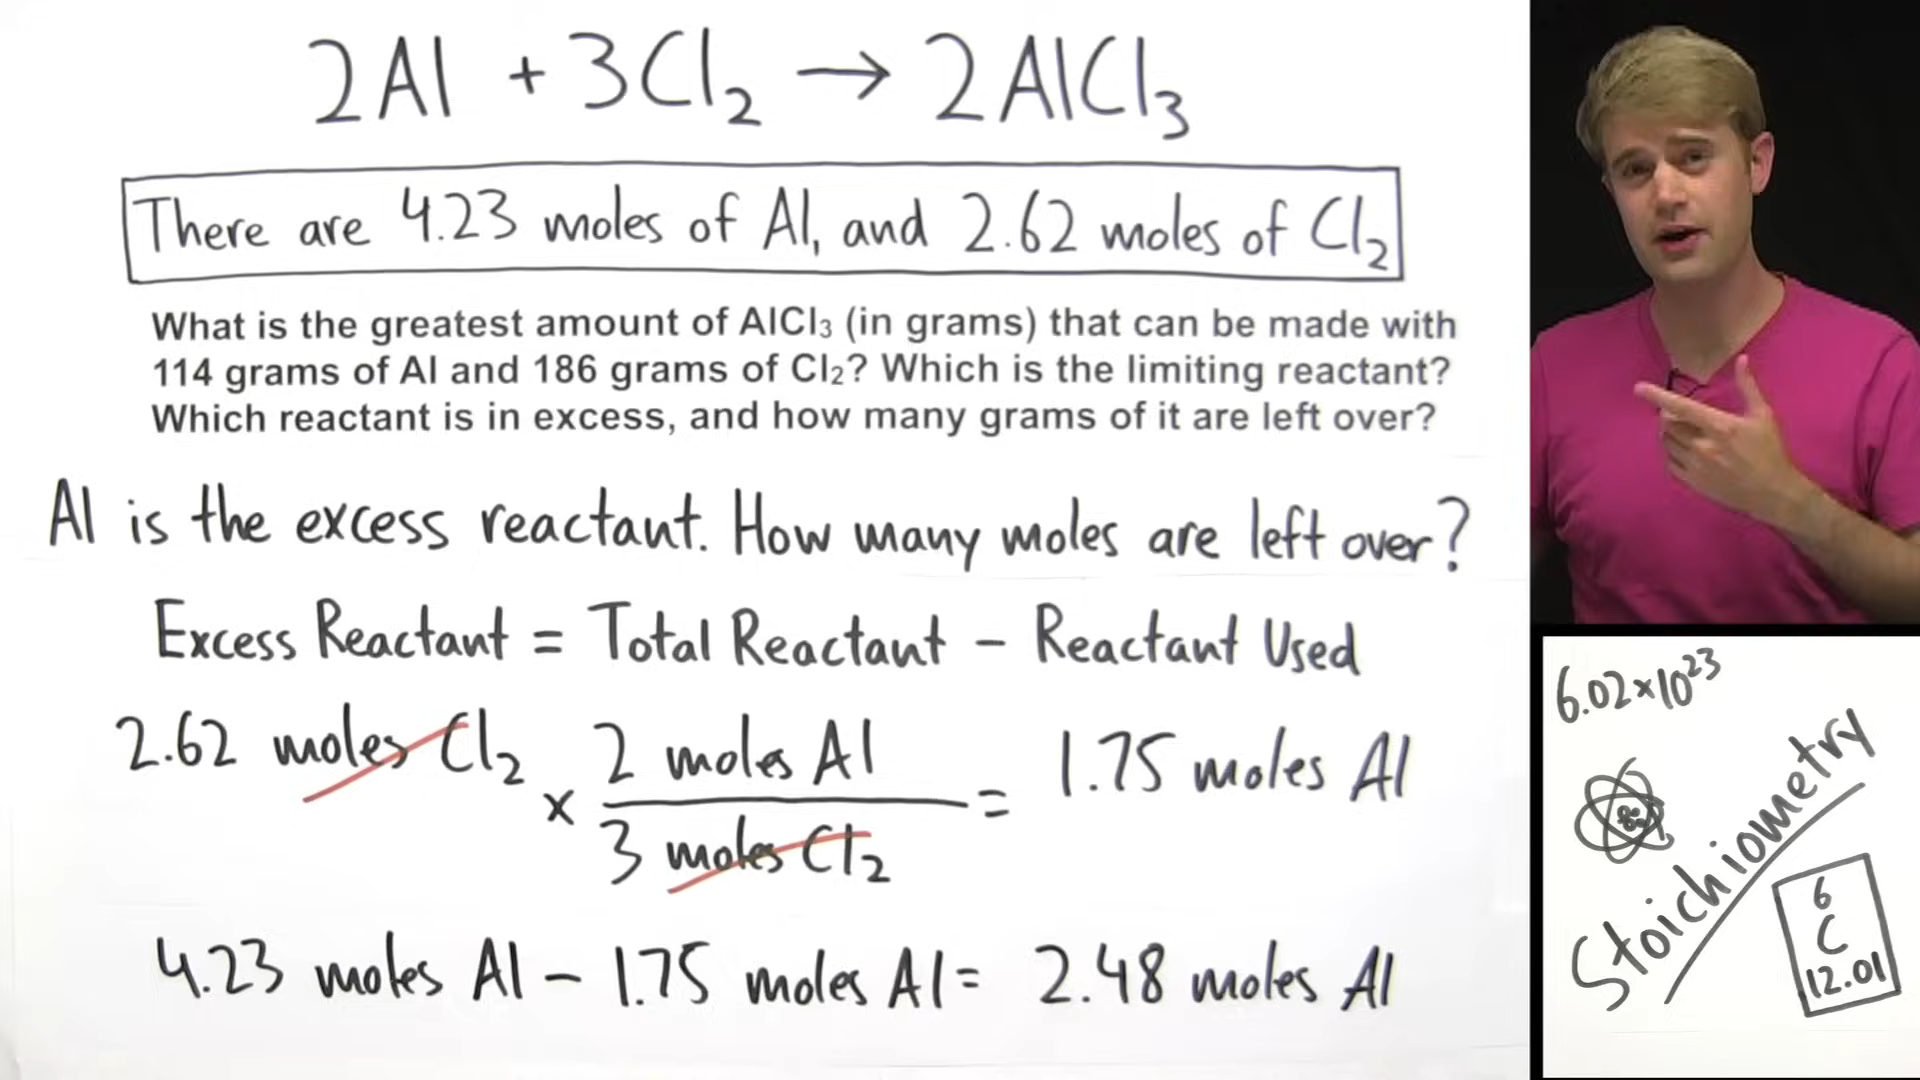 2Al + 3Cl₂ → 2AlCl₃
There are 4.23 moles of Al, and 2.62 moles of Cl₂
What is the greatest amount of AlCl₃ (in grams) that can be made with
114 grams of Al and 186 grams of Cl₂? Which is the limiting reactant?
Which reactant is in excess, and how many grams of it are left over?
Al is the excess reactant. How many moles are left over?
Excess Reactant = Total Reactant - Reactant Used
2.62 moles Cl₂ x 2 moles Al = 1.75 moles Al
3 moles Cl₂
4.23 moles Al - 1.75 moles Al = 2.48 moles Al
6.02x10²³
Stoichiometry
6
C
12.01